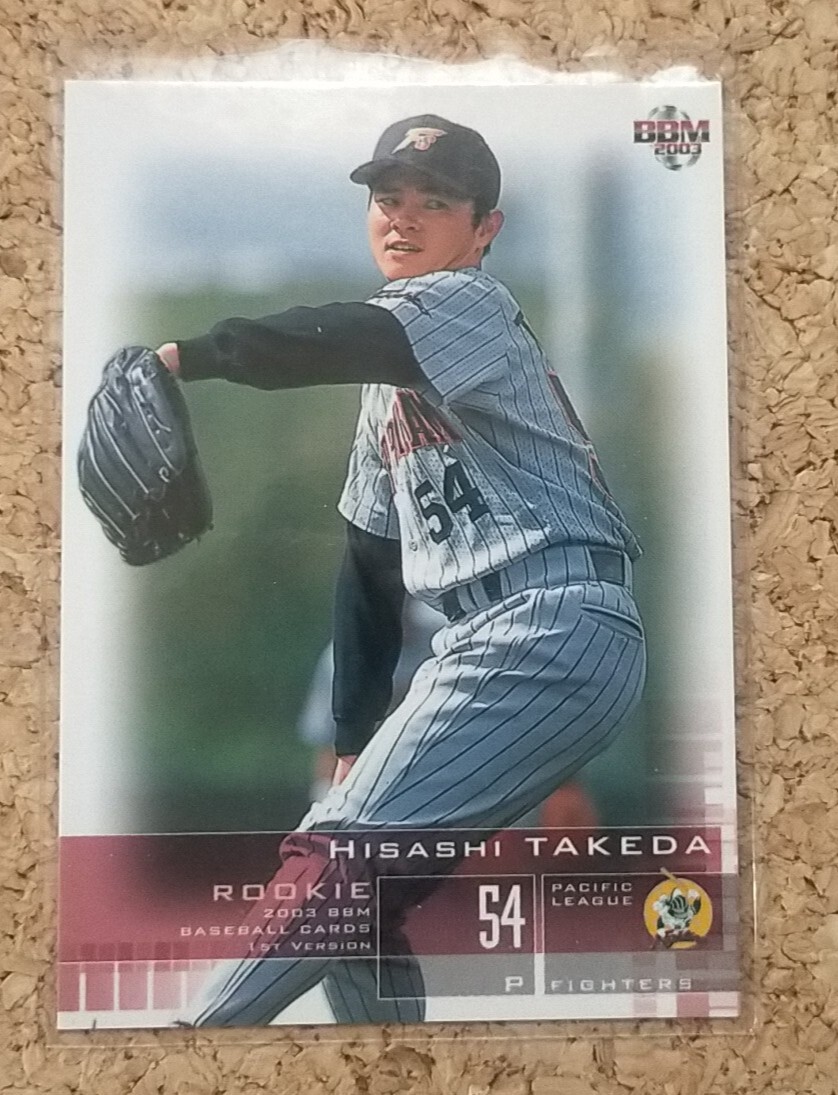 BBM
2003
54
HISASHI TAKEDA
ROOKIE
2003 BBM
BASEBALL CARDS
1ST VERSION
54
P
PACIFIC
LEAGUE
FIGHTERS